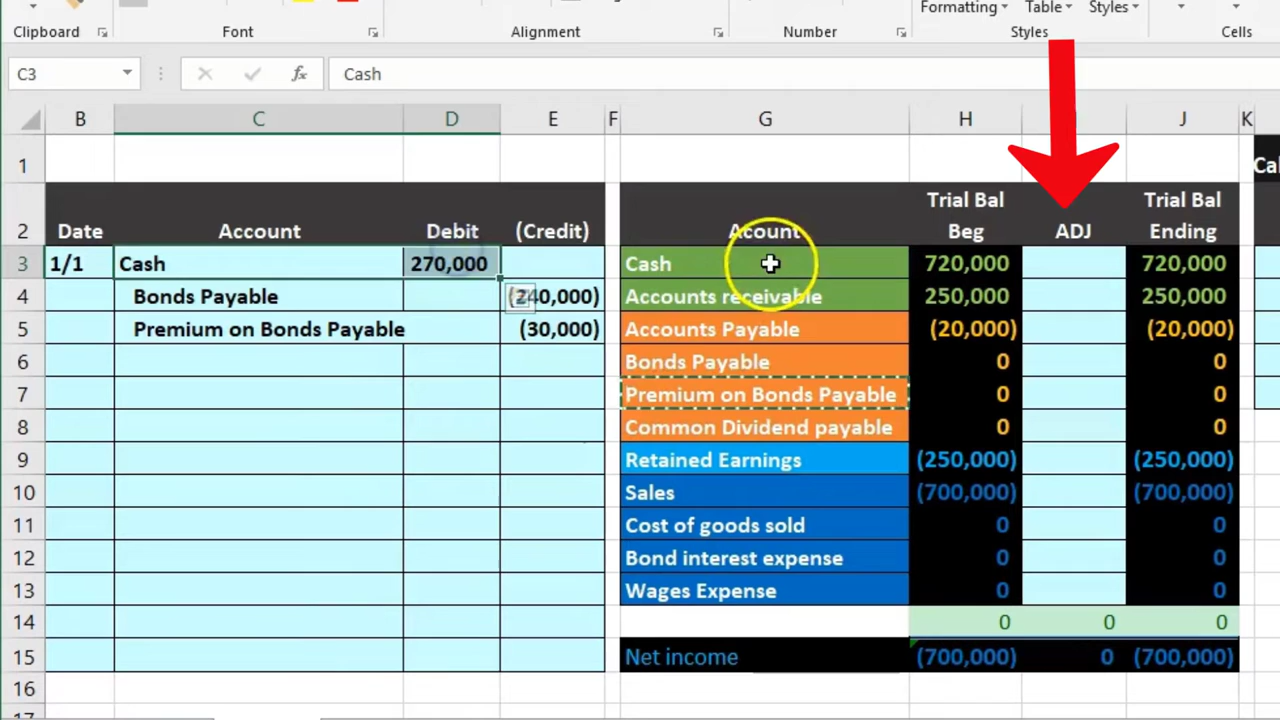 Formatting Table Styles
Clipboard Font Alignment Number Styles Cells
C3 fx Cash
B C D E F G H J K
1
Trial Bal Trial Bal
2 Date Account Debit (Credit) Acount Beg ADJ Ending
3 1/1 Cash 270,000 Cash 720,000 720,000
4 Bonds Payable (240,000) Accounts receivable 250,000 250,000
5 Premium on Bonds Payable (30,000) Accounts Payable (20,000) (20,000)
6 Bonds Payable 0 0
7 Premium on Bonds Payable 0 0
8 Common Dividend payable 0 0
9 Retained Earnings (250,000) (250,000)
10 Sales (700,000) (700,000)
11 Cost of goods sold 0 0
12 Bond interest expense 0 0
13 Wages Expense 0 0
14 0 0 0
15 Net income (700,000) 0 (700,000)
16
17